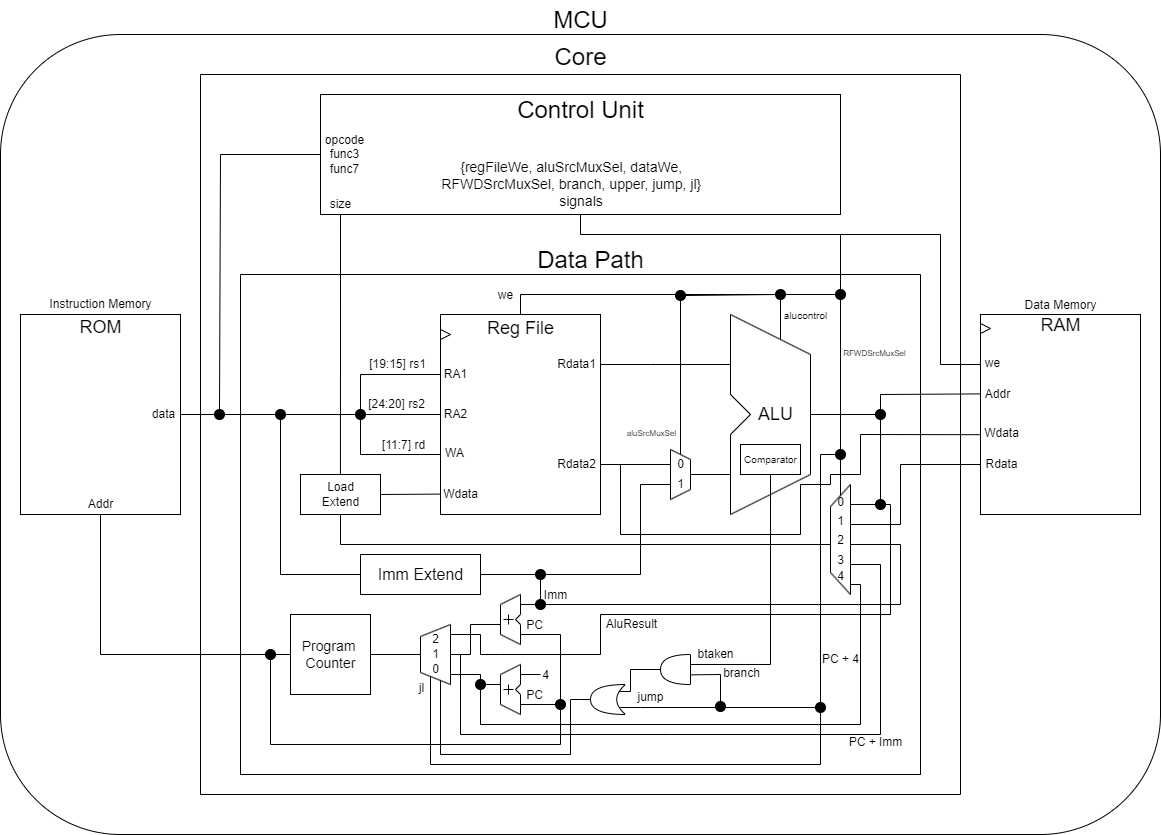 MCU
Core
Control Unit
opcode
func3
func7
{regFileWe, aluSrcMuxSel, dataWe,
RFWDSrcMuxSel, branch, upper, jump, jl}
signals
size
Data Path
Instruction Memory
ROM
data
Addr
we
Reg File
[19:15] rs1
RA1
[24:20] rs2
RA2
[11:7] rd
WA
Wdata
Rdata1
Rdata2
Load
Extend
Imm Extend
aluSrcMuxSel
0
1
alucontrol
ALU
Comparator
RFWDSrcMuxSel
0
1
2
3
4
Data Memory
RAM
we
Addr
Wdata
Rdata
Program
Counter
2
1
0
jl
Imm
+
PC
4
+
PC
AluResult
btaken
branch
jump
PC + 4
PC + Imm